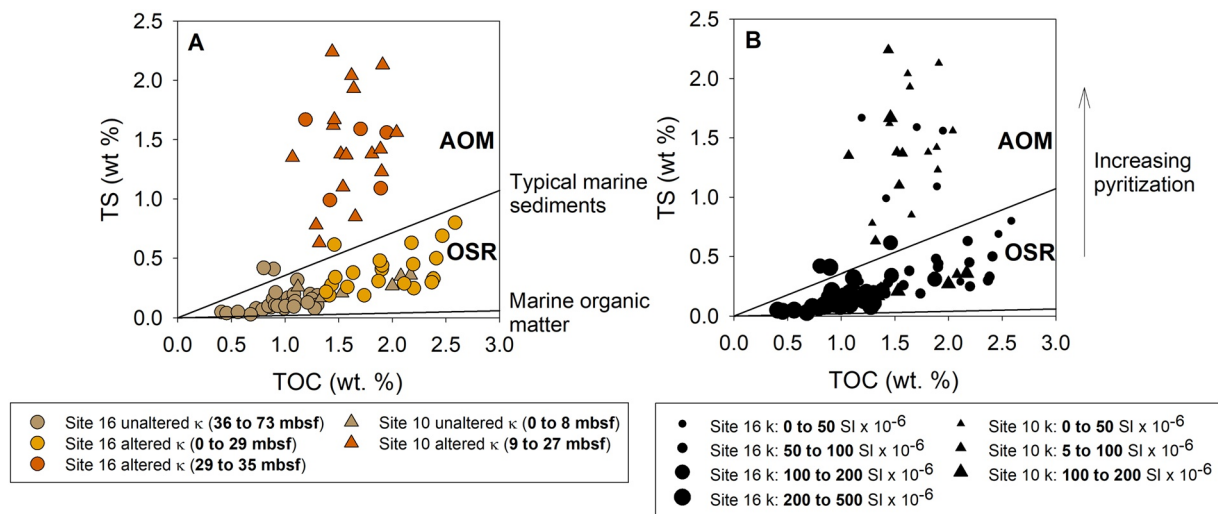 2.5
2.0
1.5
1.0
0.5
0.0
TS (wt %)
A
AOM
OSR
0.0 0.5 1.0 1.5 2.0 2.5 3.0
TOC (wt. %)
Typical marine
sediments
Marine organic
matter
2.5
2.0
1.5
1.0
0.5
0.0
TS (wt %)
B
AOM
OSR
0.0 0.5 1.0 1.5 2.0 2.5 3.0
TOC (wt. %)
Increasing
pyritization
Site 16 unaltered κ (36 to 73 mbsf)
Site 16 altered κ (0 to 29 mbsf)
Site 16 altered κ (29 to 35 mbsf)
Site 10 unaltered κ (0 to 8 mbsf)
Site 10 altered κ (9 to 27 mbsf)
Site 16 k: 0 to 50 SI x 10⁻⁶
Site 16 k: 50 to 100 SI x 10⁻⁶
Site 16 k: 100 to 200 SI x 10⁻⁶
Site 16 k: 200 to 500 SI x 10⁻⁶
Site 10 k: 0 to 50 SI x 10⁻⁶
Site 10 k: 5 to 100 SI x 10⁻⁶
Site 10 k: 100 to 200 SI x 10⁻⁶